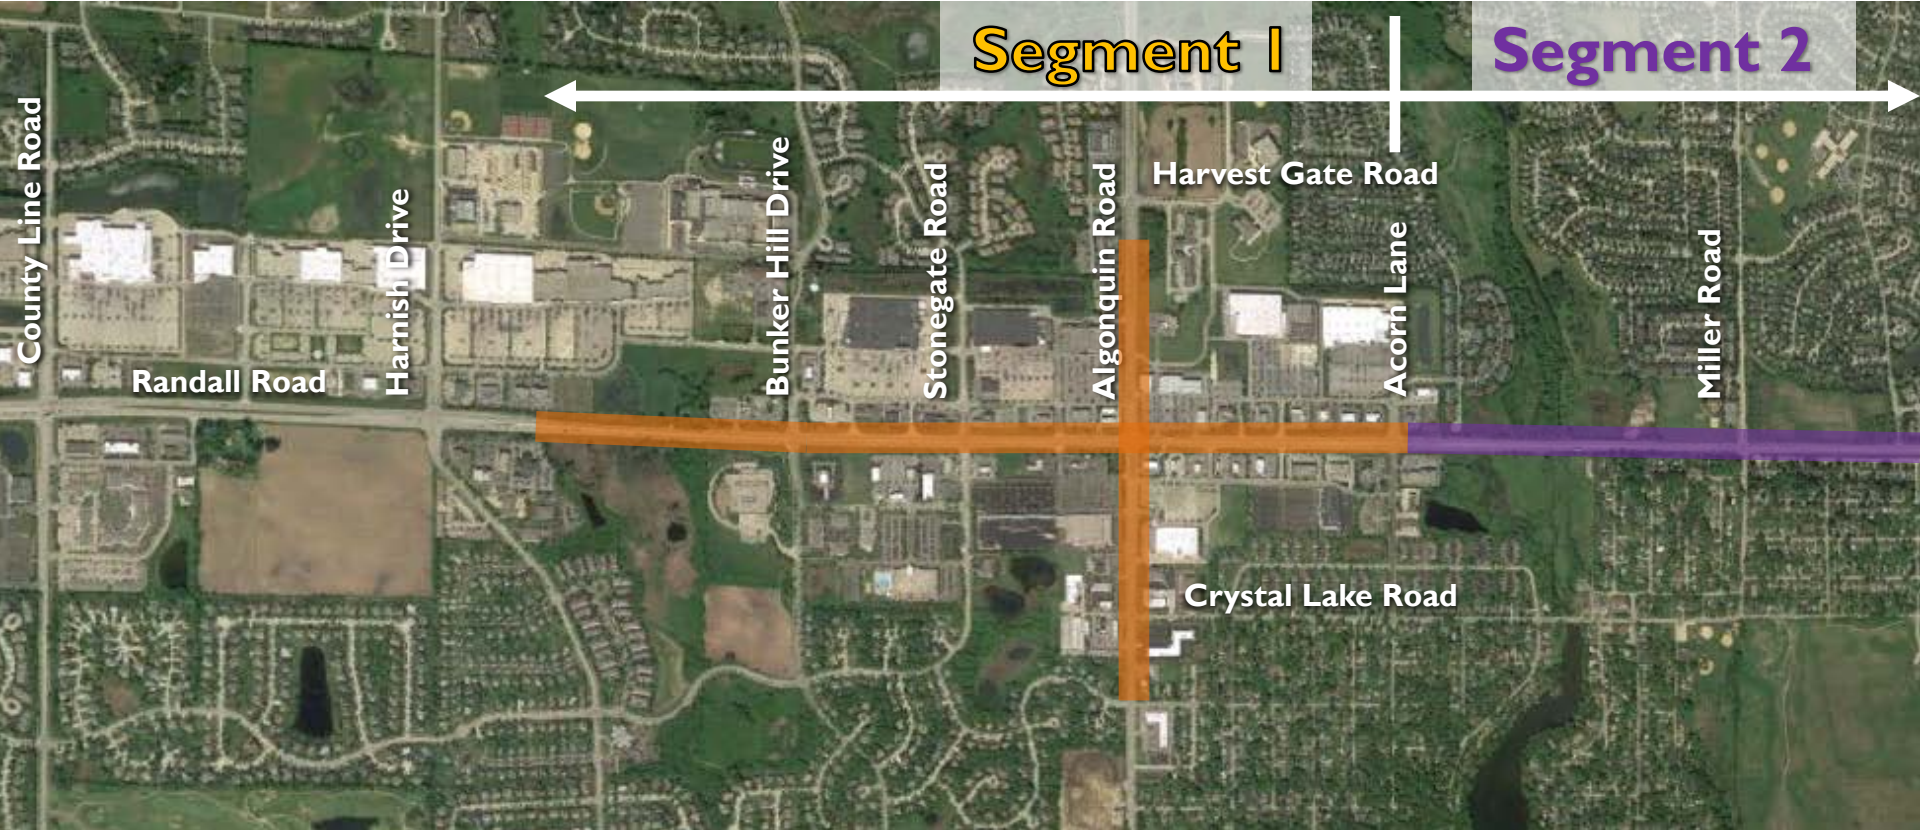 Segment 1
Segment 2
County Line Road
Randall Road
Harnish Drive
Bunker Hill Drive
Stonegate Road
Algonquin Road
Harvest Gate Road
Acorn Lane
Miller Road
Crystal Lake Road